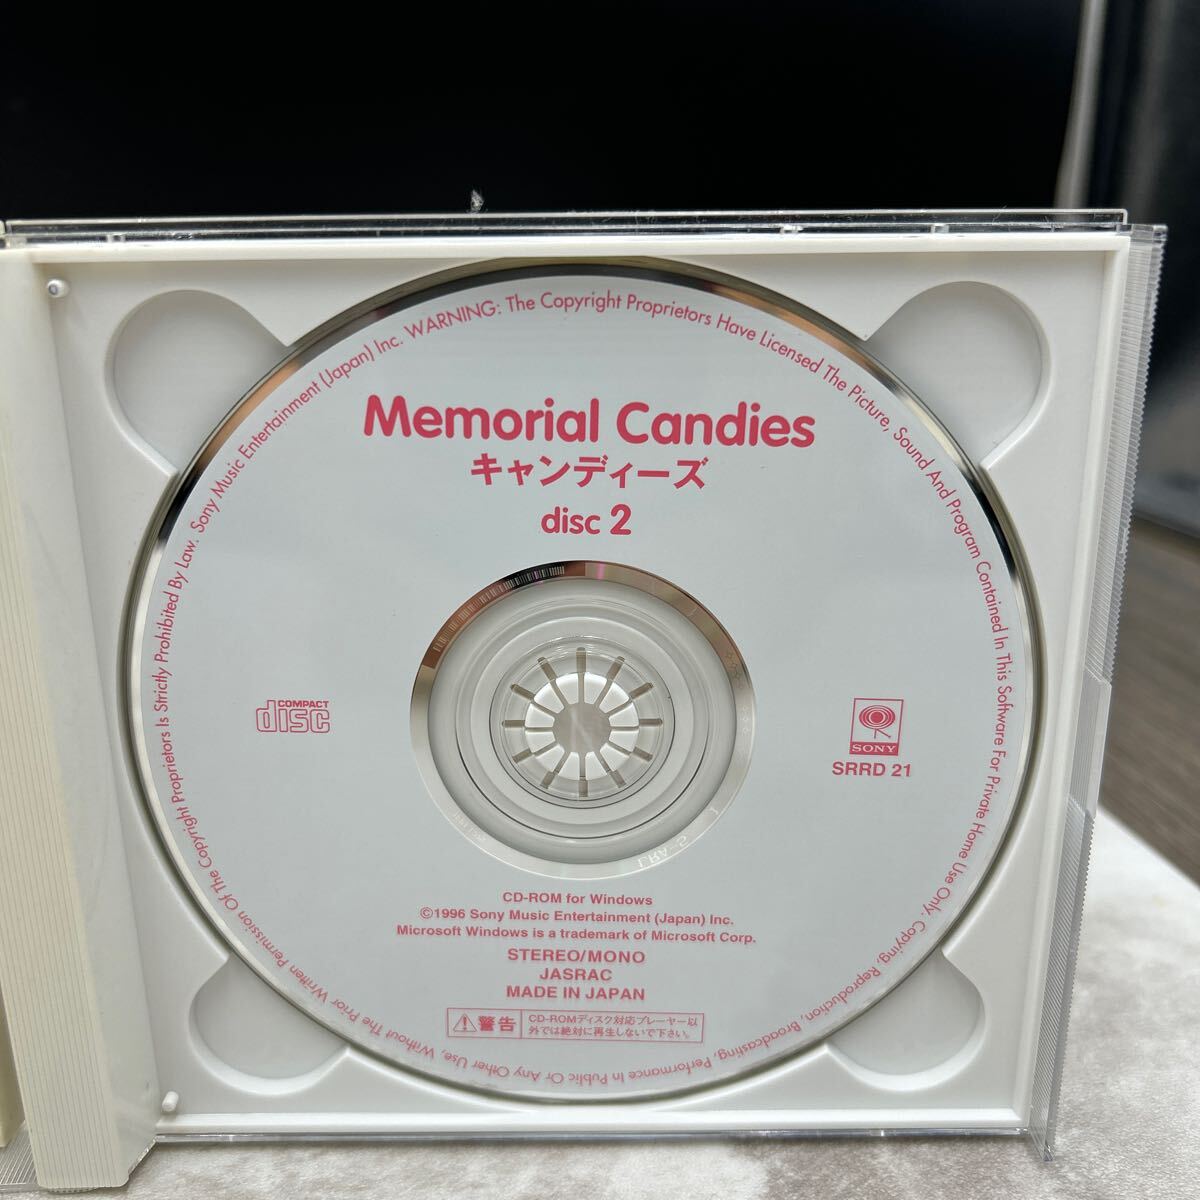 Sony Music Entertainment (Japan) Inc. WARNING: The Copyright Proprietors Have Licensed The Picture, Sound And Program Contained In This Software For Private Home Use Only. Copying, Reproduction, Broadcasting, Performance In Public Or Any Other Use, Without The Prior Written Permission Of The Copyright Proprietors Is Strictly Prohibited By Law.
Memorial Candies
キャンディーズ
disc 2
COMPACT
disc
SONY
SRRD 21
LRA-S
CD-ROM for Windows
©1996 Sony Music Entertainment (Japan) Inc.
Microsoft Windows is a trademark of Microsoft Corp.
STEREO/MONO
JASRAC
MADE IN JAPAN
警告
CD-ROMディスク対応プレーヤー以
外では絶対に再生しないで下さい。